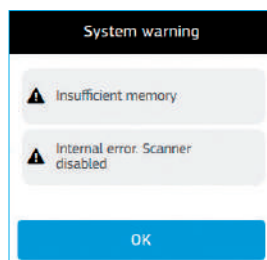 System warning
Insufficient memory
Internal error. Scanner
disabled
OK